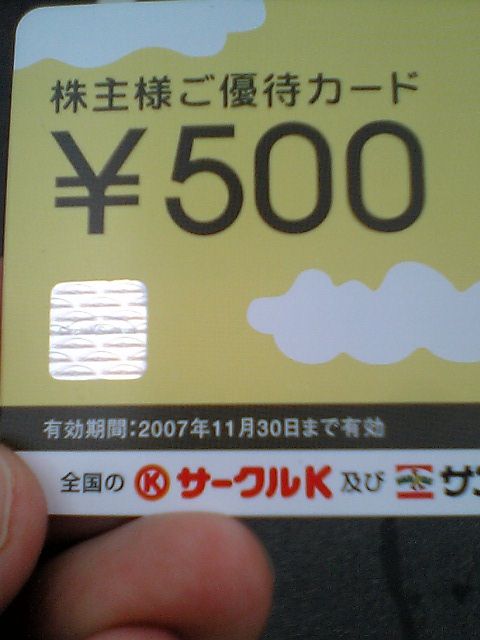 株主様ご優待カード
¥500
有効期間:2007年11月30日まで有効
全国の Ⓚ サークルK 及び サン